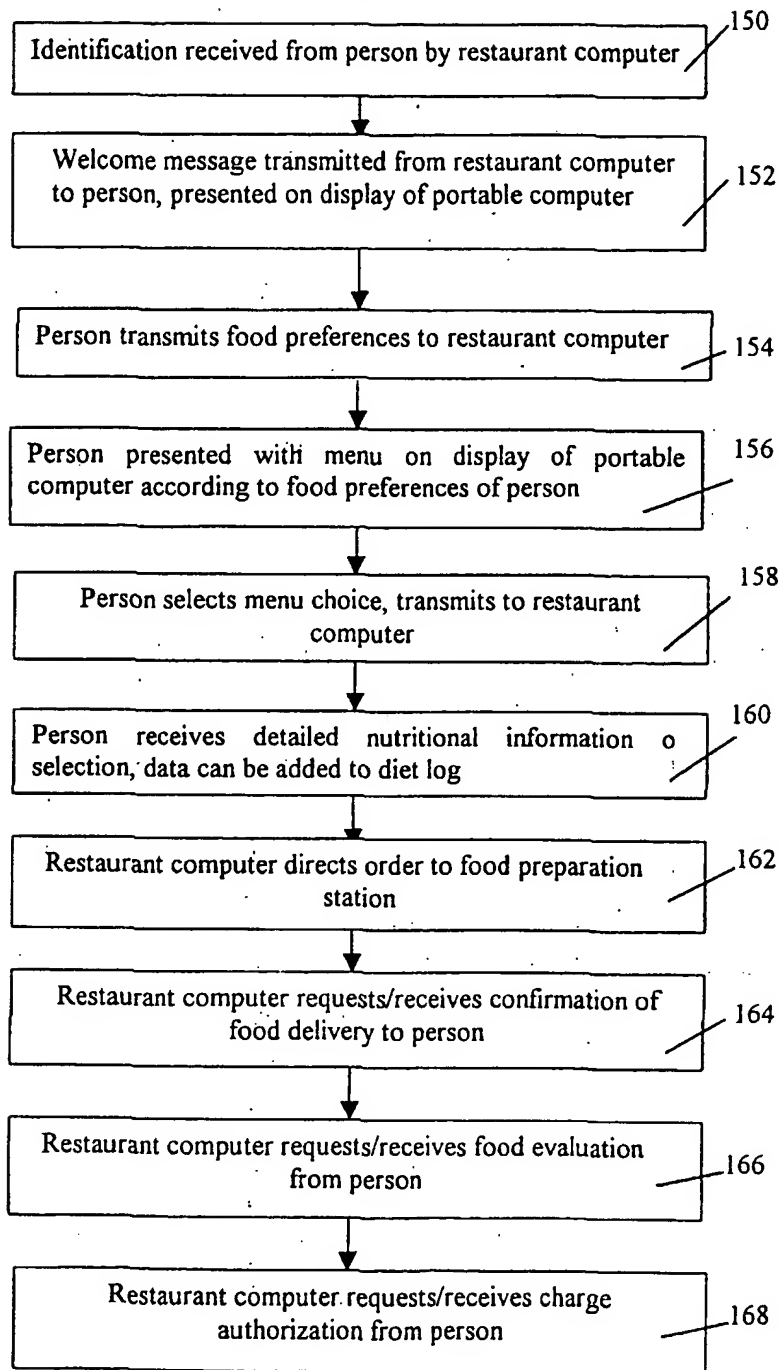 150
Identification received from person by restaurant computer
Welcome message transmitted from restaurant computer
to person, presented on display of portable computer
152
Person transmits food preferences to restaurant computer
154
Person presented with menu on display of portable
computer according to food preferences of person
156
Person selects menu choice, transmits to restaurant
computer
158
Person receives detailed nutritional information o
selection, data can be added to diet log
160
Restaurant computer directs order to food preparation
station
162
Restaurant computer requests/receives confirmation of
food delivery to person
164
Restaurant computer requests/receives food evaluation
from person
166
Restaurant computer requests/receives charge
authorization from person
168